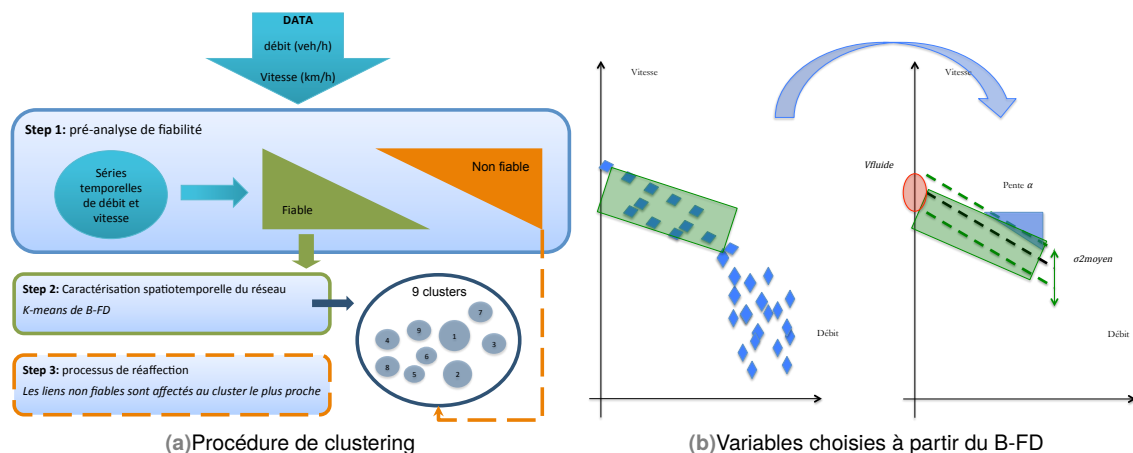 DATA
débit (veh/h)
Vitesse (km/h)
Step 1: pré-analyse de fiabilité
Séries
temporelles
de débit et
vitesse
Fiable
Non fiable
Step 2: Caractérisation spatiotemporelle du réseau
K-means de B-FD
9 clusters
7
9
1
4
3
6
8
5
2
Step 3: processus de réaffection
Les liens non fiables sont affectés au cluster le plus proche
(a)Procédure de clustering
Vitesse
Débit
Vitesse
Vfluide
Pente α
σ2moyen
Débit
(b)Variables choisies à partir du B-FD